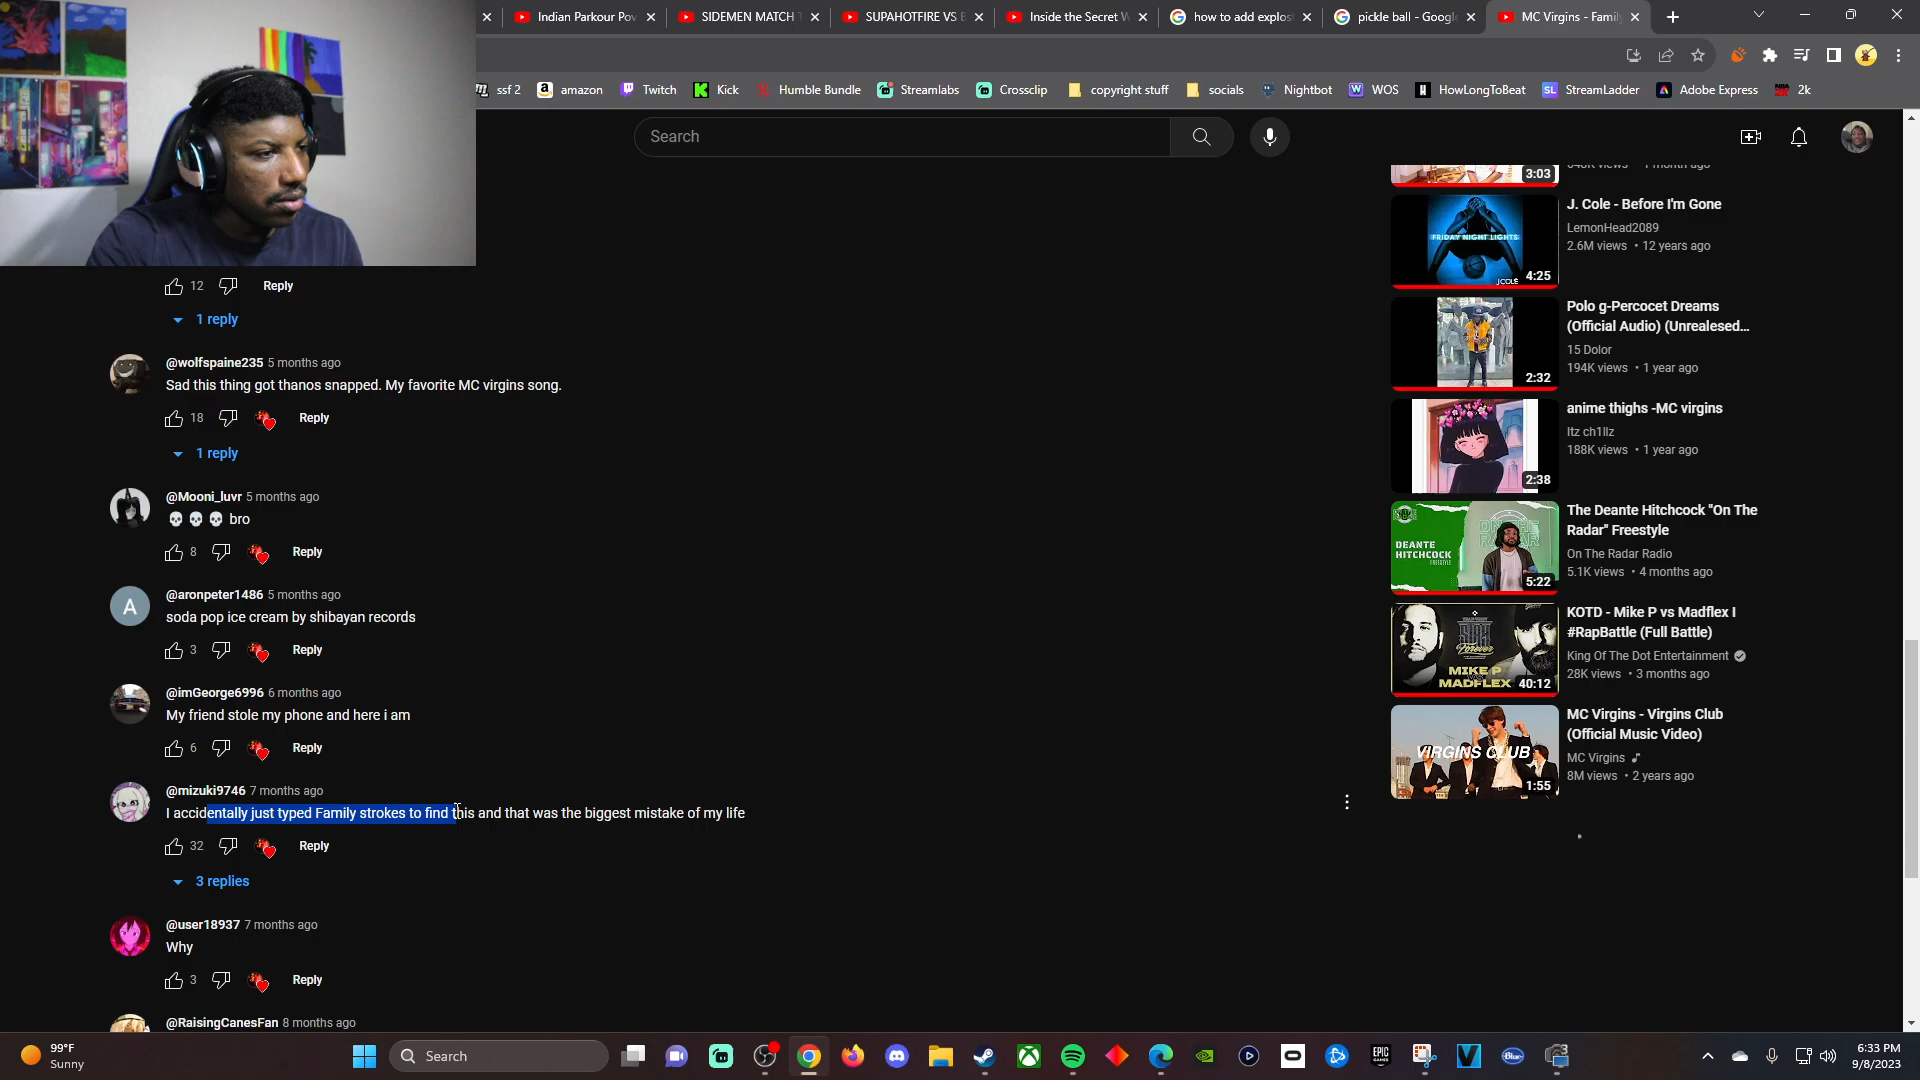 Indian Parkour Pov
SIDEMEN MATCH
SUPAHOTFIRE VS
Inside the Secret
how to add explos
pickle ball - Google
MC Virgins - Famil
ssf 2
amazon
Twitch
Kick
Humble Bundle
Streamlabs
Crossclip
copyright stuff
socials
Nightbot
WOS
HowLongToBeat
StreamLadder
Adobe Express
2k
Search
12
Reply
1 reply
@wolfspaine235 5 months ago
Sad this thing got thanos snapped. My favorite MC virgins song.
18
Reply
1 reply
@Mooni_luvr 5 months ago
💀💀💀 bro
8
Reply
A
@aronpeter1486 5 months ago
soda pop ice cream by shibayan records
3
Reply
@imGeorge6996 6 months ago
My friend stole my phone and here i am
6
Reply
@mizuki9746 7 months ago
I accidentally just typed Family strokes to find this and that was the biggest mistake of my life
32
Reply
3 replies
@user18937 7 months ago
Why
3
Reply
@RaisingCanesFan 8 months ago
3:03
J. Cole - Before I'm Gone
LemonHead2089
2.6M views • 12 years ago
FRIDAY NIGHT LIGHTS
J.COLE
4:25
Polo g-Percocet Dreams
(Official Audio) (Unrealesed...
15 Dolor
194K views • 1 year ago
2:32
anime thighs -MC virgins
Itz ch1llz
188K views • 1 year ago
2:38
The Deante Hitchcock "On The
Radar" Freestyle
On The Radar Radio
5.1K views • 4 months ago
DEANTE
HITCHCOCK
FREESTYLE
5:22
KOTD - Mike P vs Madflex I
#RapBattle (Full Battle)
King Of The Dot Entertainment
28K views • 3 months ago
MIKE P
MADFLEX
40:12
MC Virgins - Virgins Club
(Official Music Video)
MC Virgins
8M views • 2 years ago
VIRGINS CLUB
1:55
99°F
Sunny
Search
EPIC
GAMES
Blue
6:33 PM
9/8/2023